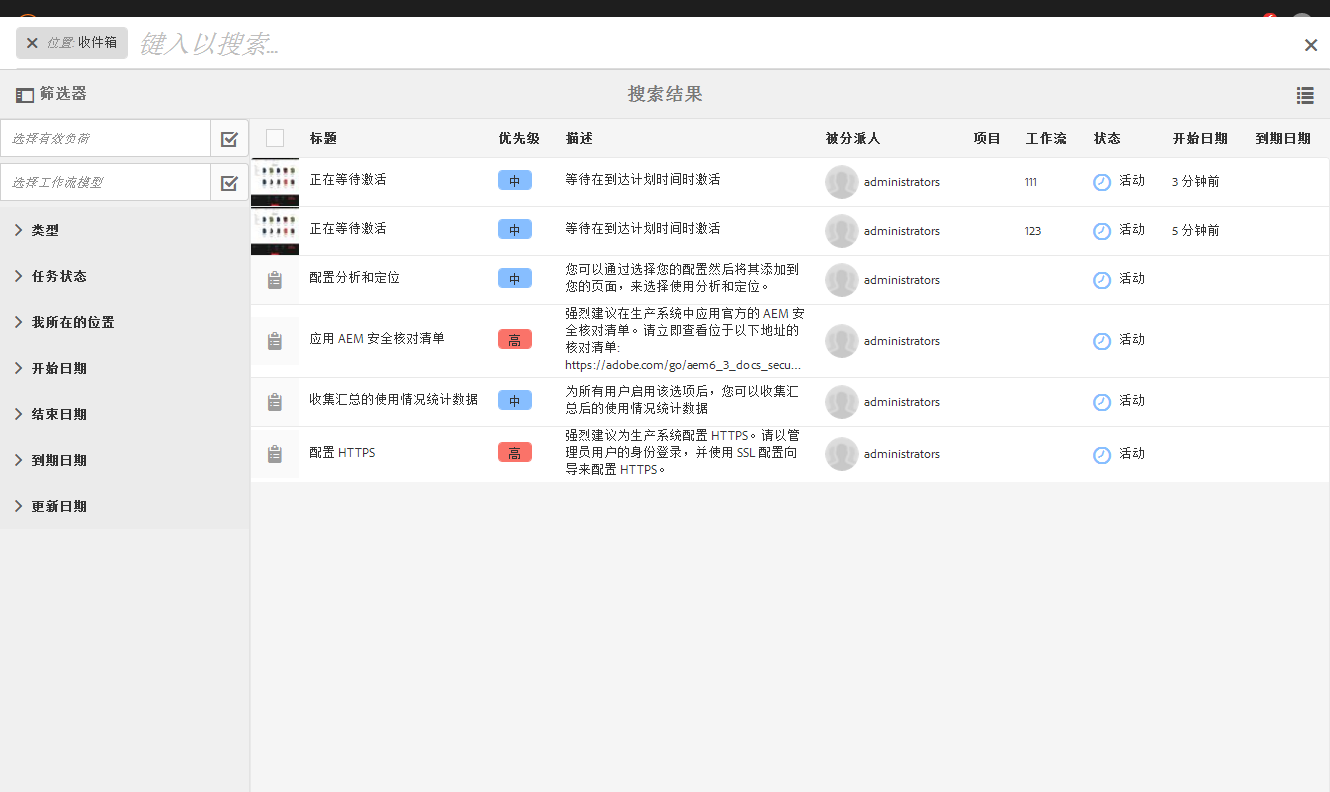 位置: 收件箱
键入以搜索...
筛选器
搜索结果
选择有效负荷
选择工作流模型
类型
任务状态
我所在的位置
开始日期
结束日期
到期日期
更新日期
标题 优先级 描述 被分派人 项目 工作流 状态 开始日期 到期日期
正在等待激活 中 等待在到达计划时间时激活 administrators 111 活动 3 分钟前
正在等待激活 中 等待在到达计划时间时激活 administrators 123 活动 5 分钟前
配置分析和定位 中 您可以通过选择您的配置然后将其添加到
您的页面，来选择使用分析和定位。
administrators 活动
应用 AEM 安全核对清单 高 强烈建议在生产系统中应用官方的 AEM 安
全核对清单。请立即查看位于以下地址的
核对清单:
https://adobe.com/go/aem6_3_docs_secu...
administrators 活动
收集汇总的使用情况统计数据 中 为所有用户启用该选项后，您可以收集汇
总后的使用情况统计数据
administrators 活动
配置 HTTPS 高 强烈建议为生产系统配置 HTTPS。请以管
理员用户的身份登录，并使用 SSL 配置向
导来配置 HTTPS。
administrators 活动